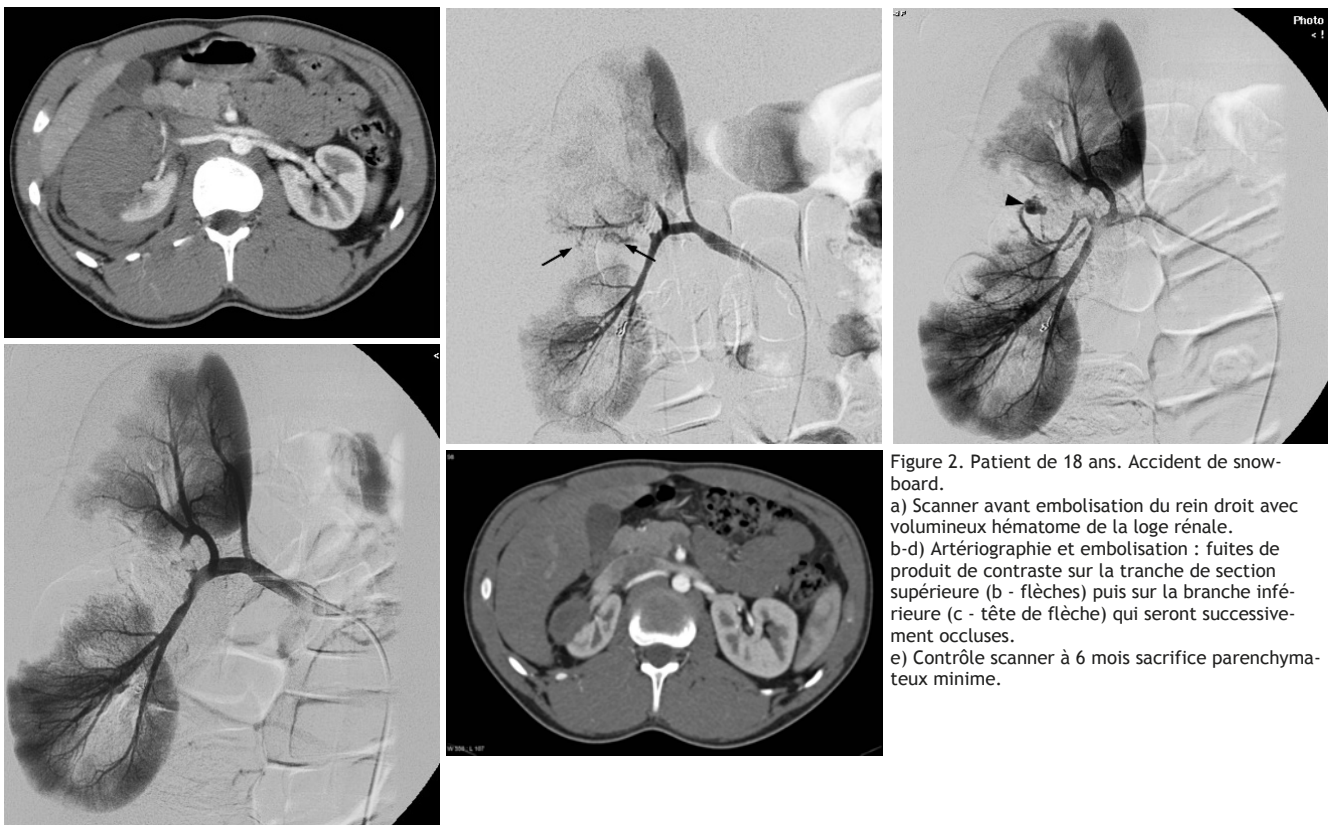 Photo
< !
<
98
W 350 : L 107
Figure 2. Patient de 18 ans. Accident de snow-
board.
a) Scanner avant embolisation du rein droit avec
volumineux hématome de la loge rénale.
b-d) Artériographie et embolisation : fuites de
produit de contraste sur la tranche de section
supérieure (b - flèches) puis sur la branche infé-
rieure (c - tête de flèche) qui seront successive-
ment occluses.
e) Contrôle scanner à 6 mois sacrifice parenchyma-
teux minime.